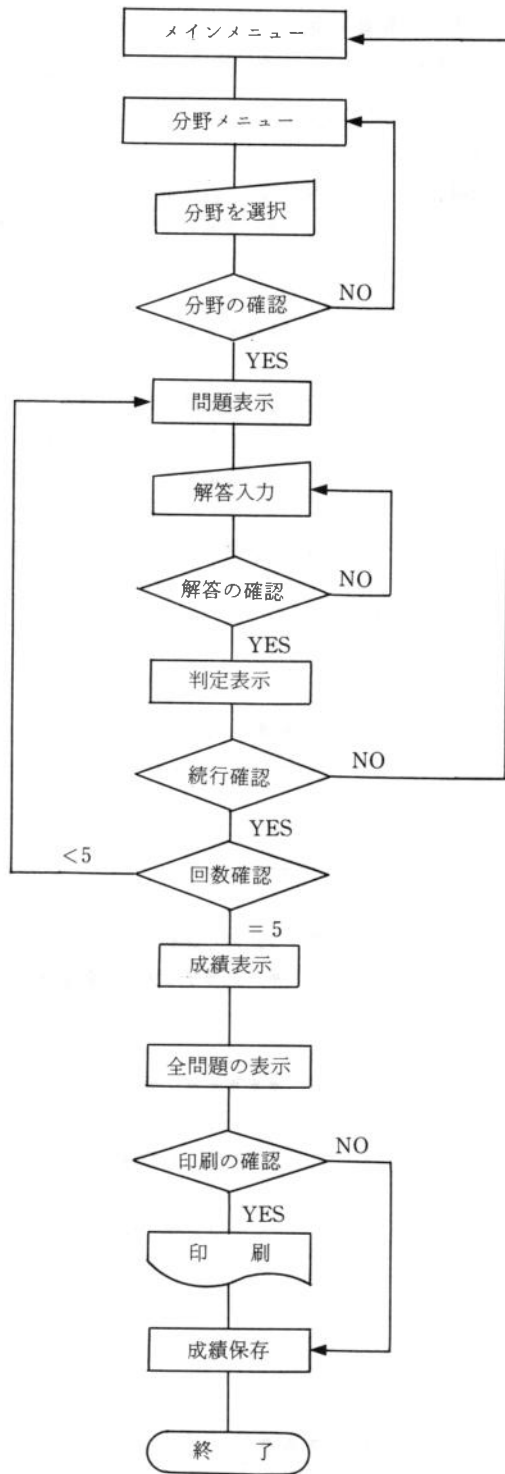 メインメニュー
分野メニュー
分野を選択
分野の確認
NO
YES
問題表示
解答入力
解答の確認
NO
YES
判定表示
続行確認
NO
YES
<5
回数確認
= 5
成績表示
全問題の表示
印刷の確認
NO
YES
印 刷
成績保存
終 了